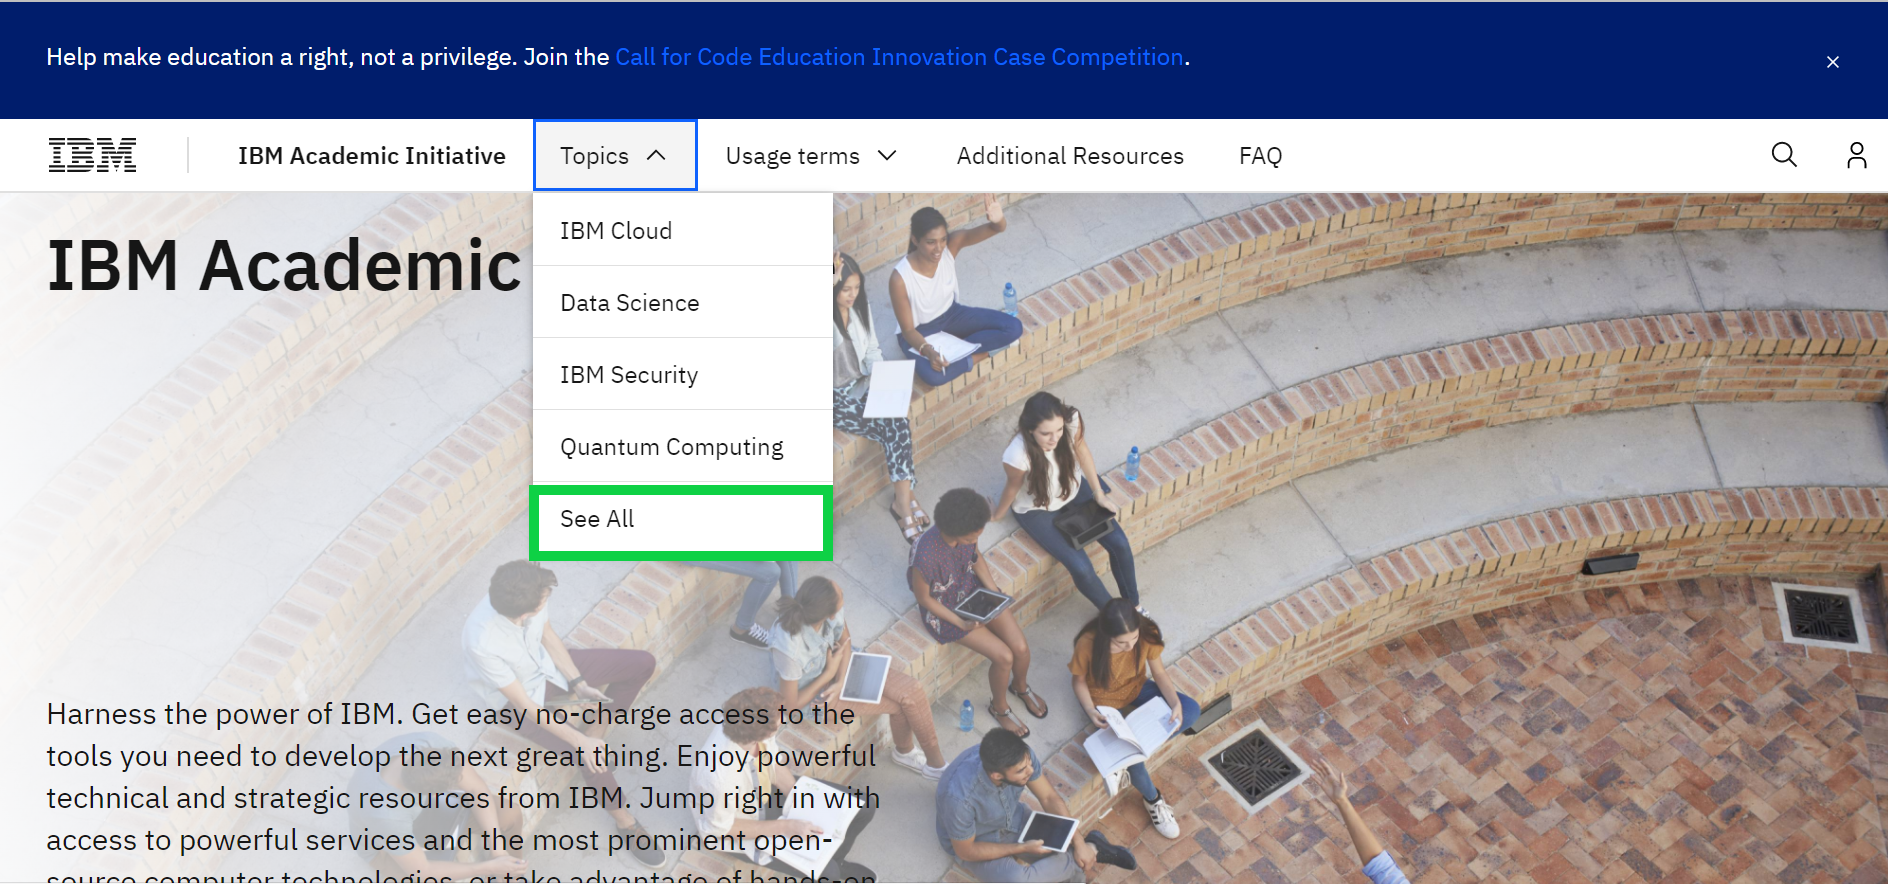 Help make education a right, not a privilege. Join the Call for Code Education Innovation Case Competition.
IBM
IBM Academic Initiative
Topics
Usage terms
Additional Resources
FAQ
IBM Cloud
Data Science
IBM Security
Quantum Computing
See All
IBM Academic
Harness the power of IBM. Get easy no-charge access to the
tools you need to develop the next great thing. Enjoy powerful
technical and strategic resources from IBM. Jump right in with
access to powerful services and the most prominent open-
source computer technologies, or take advantage of hands-on